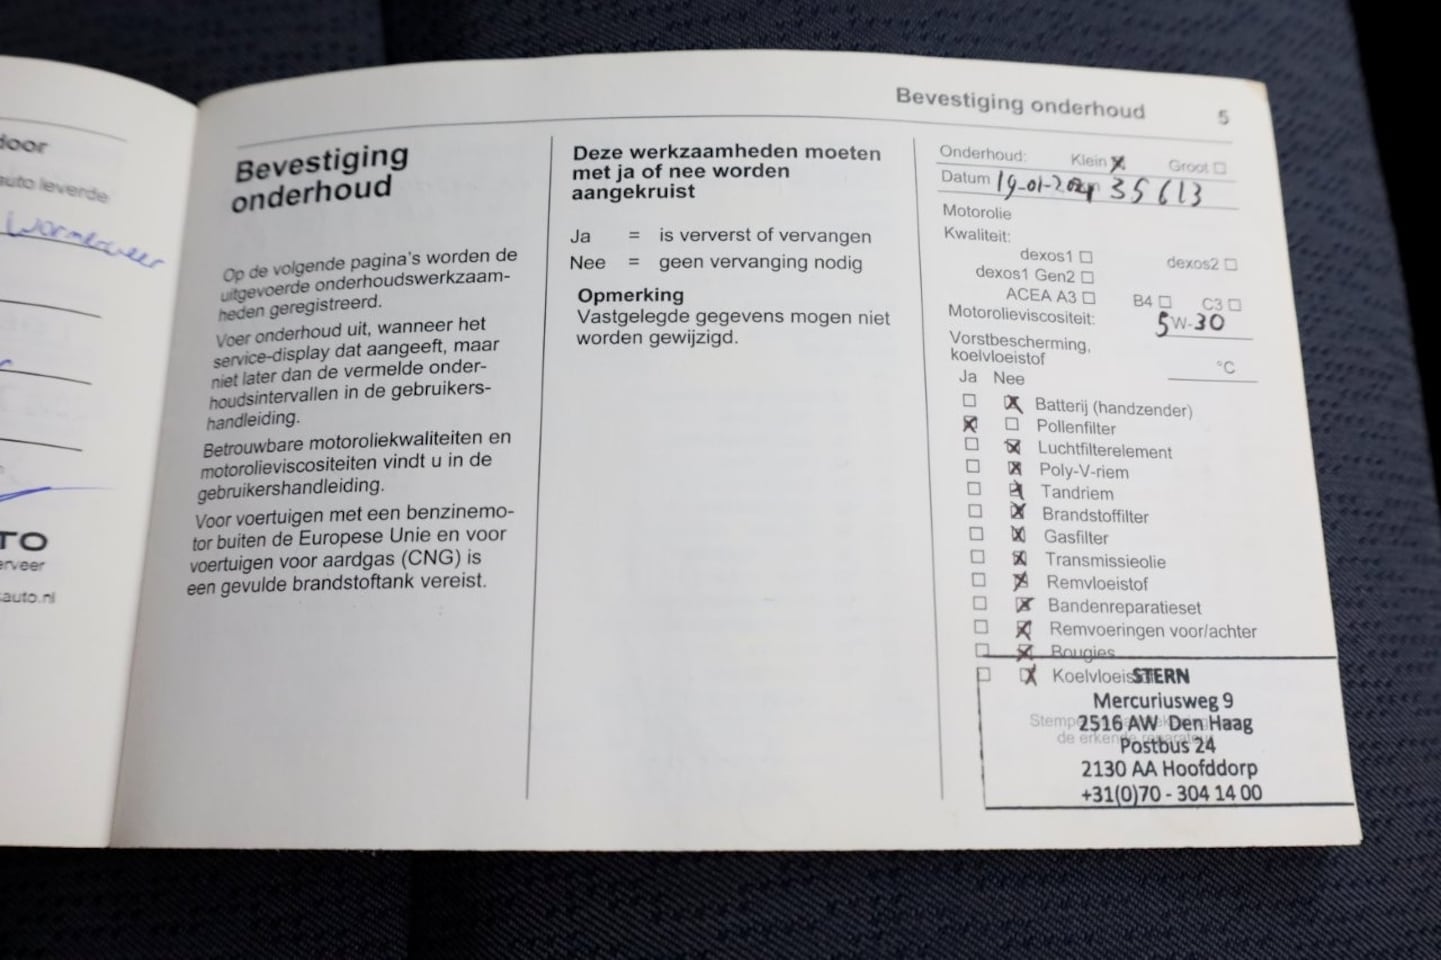 door
auto leverde
Wormerveer
TO
erveer
auto.nl
Bevestiging onderhoud 5
Bevestiging
onderhoud
Op de volgende pagina's worden de
uitgevoerde onderhoudswerkzaam-
heden geregistreerd.
Voer onderhoud uit, wanneer het
service-display dat aangeeft, maar
niet later dan de vermelde onder-
houdsintervallen in de gebruikers-
handleiding.
Betrouwbare motoroliekwaliteiten en
motorolieviscositeiten vindt u in de
gebruikershandleiding.
Voor voertuigen met een benzinemo-
tor buiten de Europese Unie en voor
voertuigen voor aardgas (CNG) is
een gevulde brandstoftank vereist.
Deze werkzaamheden moeten
met ja of nee worden
aangekruist
Ja = is ververst of vervangen
Nee = geen vervanging nodig
Opmerking
Vastgelegde gegevens mogen niet
worden gewijzigd.
Onderhoud: Klein Groot
Datum 19-01-2024 35613
Motorolie
Kwaliteit:
dexos1 dexos2
dexos1 Gen2
ACEA A3 B4 C3
Motorolieviscositeit: 5W-30
Vorstbescherming,
koelvloeistof °C
Ja Nee
Batterij (handzender)
Pollenfilter
Luchtfilterelement
Poly-V-riem
Tandriem
Brandstoffilter
Gasfilter
Transmissieolie
Remvloeistof
Bandenreparatieset
Remvoeringen voor/achter
Bougies
Koelvloeis STERN
Mercuriusweg 9
Stemp 2516 AW Den Haag
de erkende Postbus 24
2130 AA Hoofddorp
+31(0)70 - 304 14 00